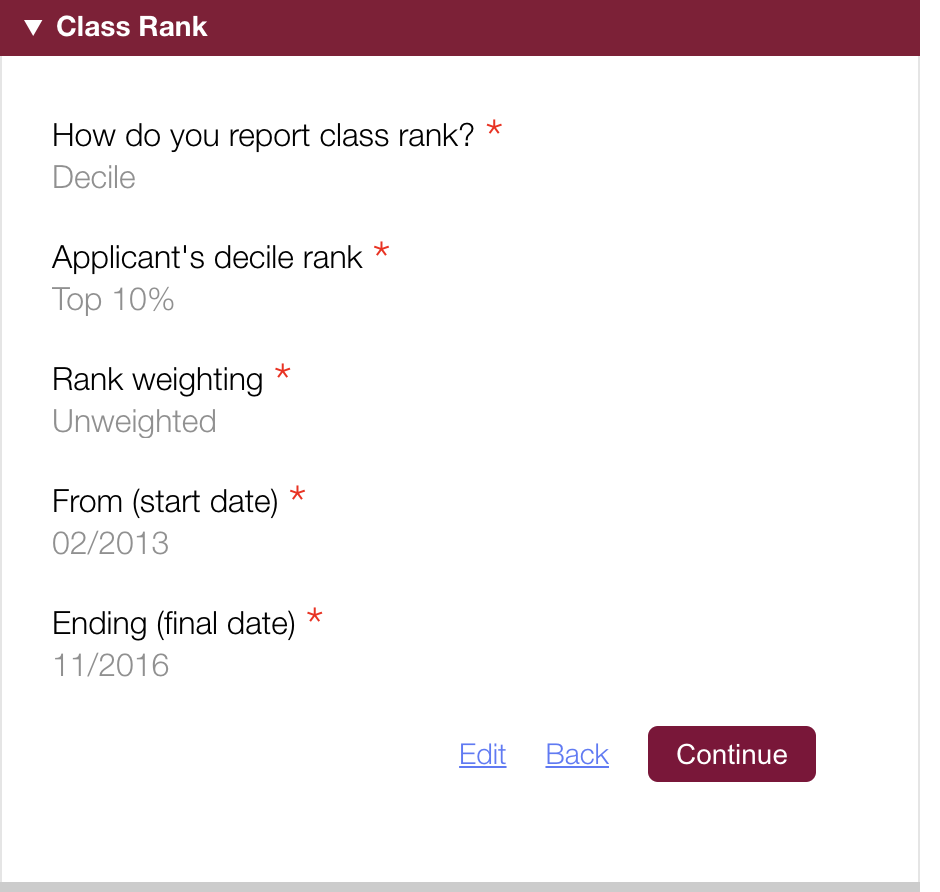 ▼ Class Rank
How do you report class rank? *
Decile
Applicant's decile rank *
Top 10%
Rank weighting *
Unweighted
From (start date) *
02/2013
Ending (final date) *
11/2016
Edit Back Continue